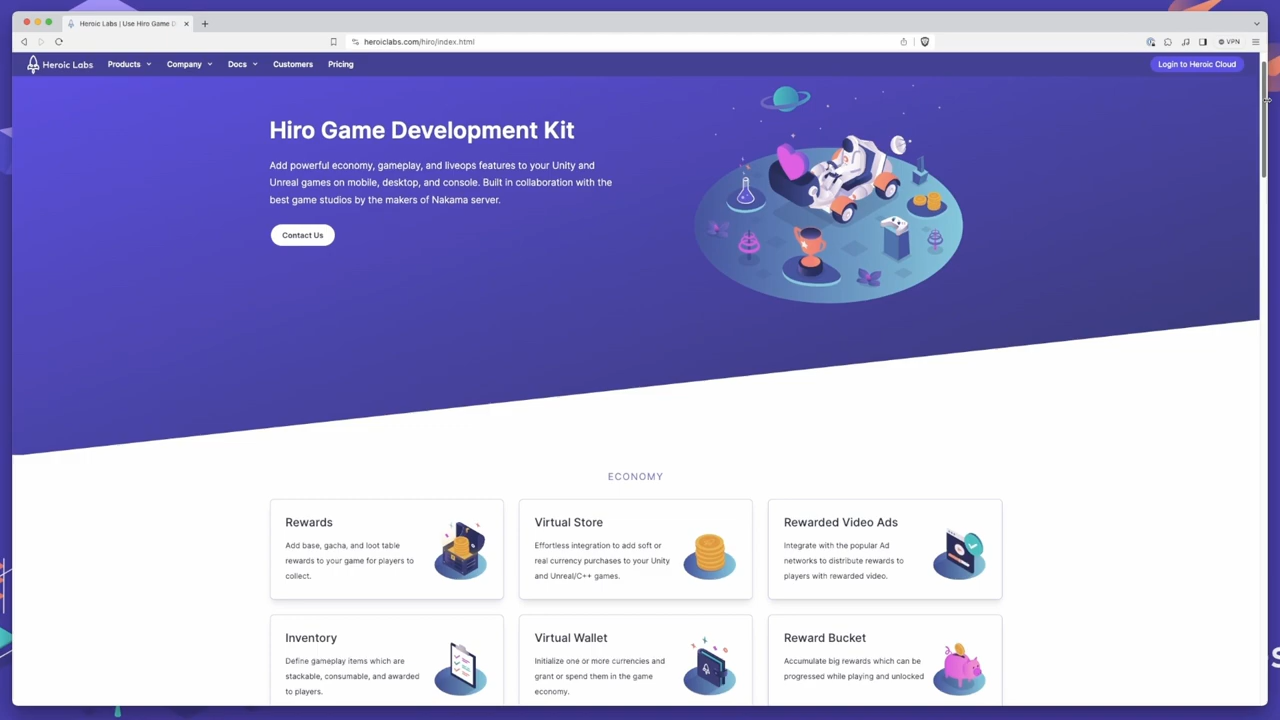 Heroic Labs | Use Hiro Game D
heroiclabs.com/hiro/index.html
VPN
Heroic Labs
Products
Company
Docs
Customers
Pricing
Login to Heroic Cloud
Hiro Game Development Kit
Add powerful economy, gameplay, and liveops features to your Unity and
Unreal games on mobile, desktop, and console. Built in collaboration with the
best game studios by the makers of Nakama server.
Contact Us
ECONOMY
Rewards
Add base, gacha, and loot table
rewards to your game for players to
collect.
Virtual Store
Effortless integration to add soft or
real currency purchases to your Unity
and Unreal/C++ games.
Rewarded Video Ads
Integrate with the popular Ad
networks to distribute rewards to
players with rewarded video.
Inventory
Define gameplay items which are
stackable, consumable, and awarded
to players.
Virtual Wallet
Initialize one or more currencies and
grant or spend them in the game
economy.
Reward Bucket
Accumulate big rewards which can be
progressed while playing and unlocked